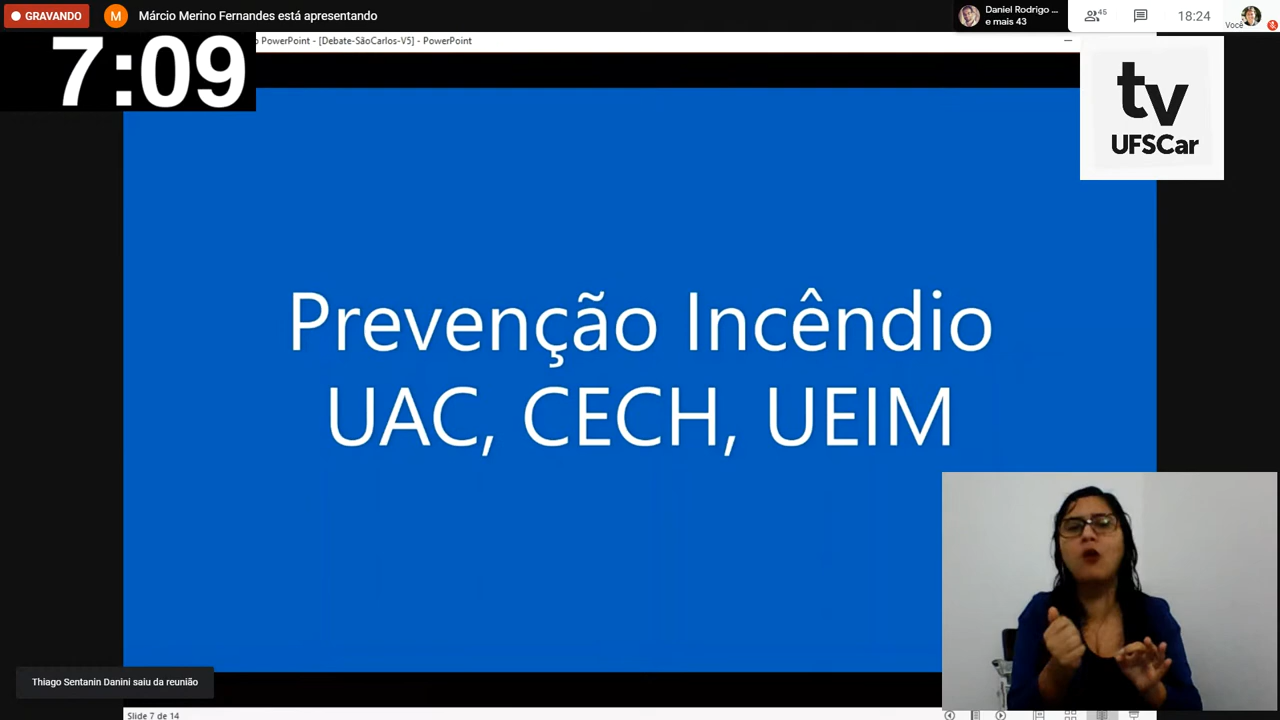 GRAVANDO
M
Márcio Merino Fernandes está apresentando
Daniel Rodrigo ...
e mais 43
45
18:24
Você
7:09
PowerPoint - [Debate-SãoCarlos-V5] - PowerPoint
tv
UFSCar
Prevenção Incêndio
UAC, CECH, UEIM
Thiago Sentanin Danini saiu da reunião
Slide 7 de 14